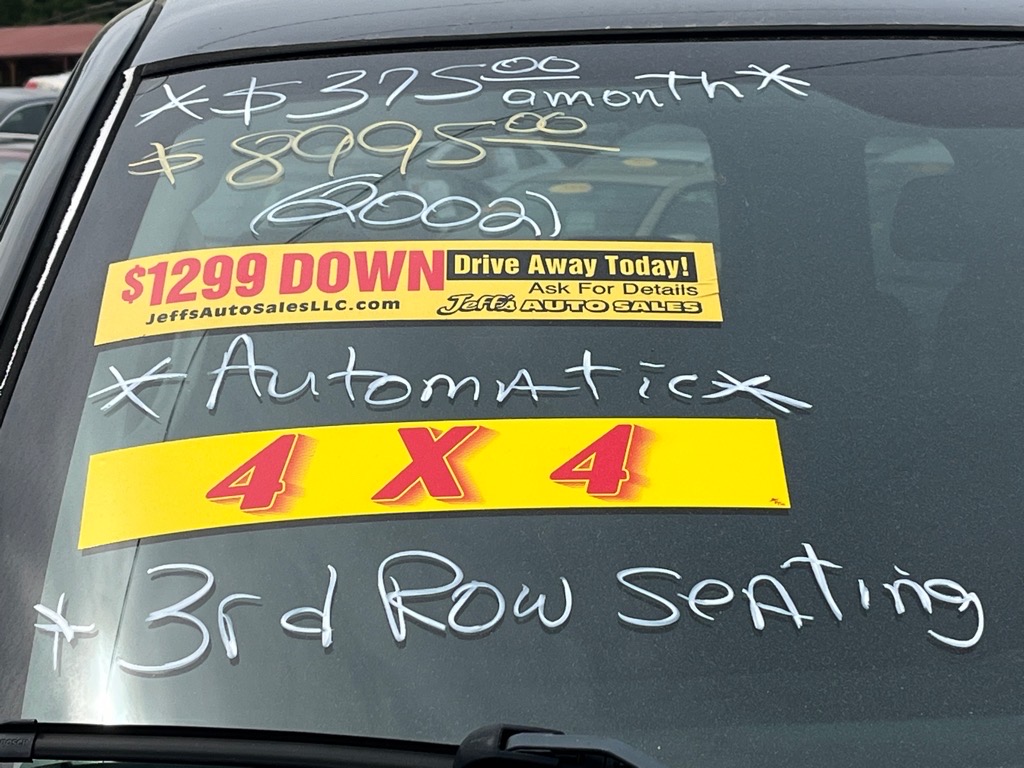 *$375.00 a month*
$8995.00
(2002)
$1299 DOWN Drive Away Today!
Ask For Details
JeffsAutoSalesLLC.com Jeff's AUTO SALES
*Automatic*
4 X 4
*3rd Row Seating